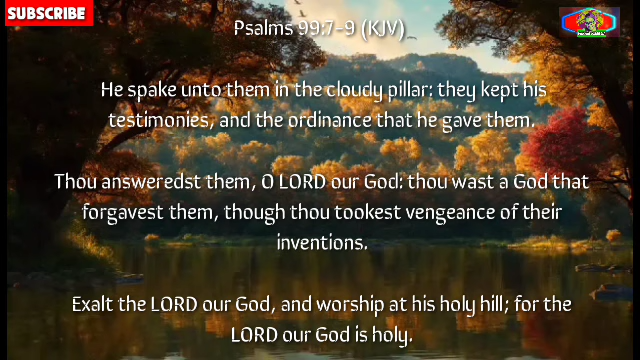 SUBSCRIBE
Psalms 99:7-9 (KJV)
He spake unto them in the cloudy pillar: they kept his
testimonies, and the ordinance that he gave them.
Thou answeredst them, O LORD our God: thou wast a God that
forgavest them, though thou tookest vengeance of their
inventions.
Exalt the LORD our God, and worship at his holy hill; for the
LORD our God is holy.